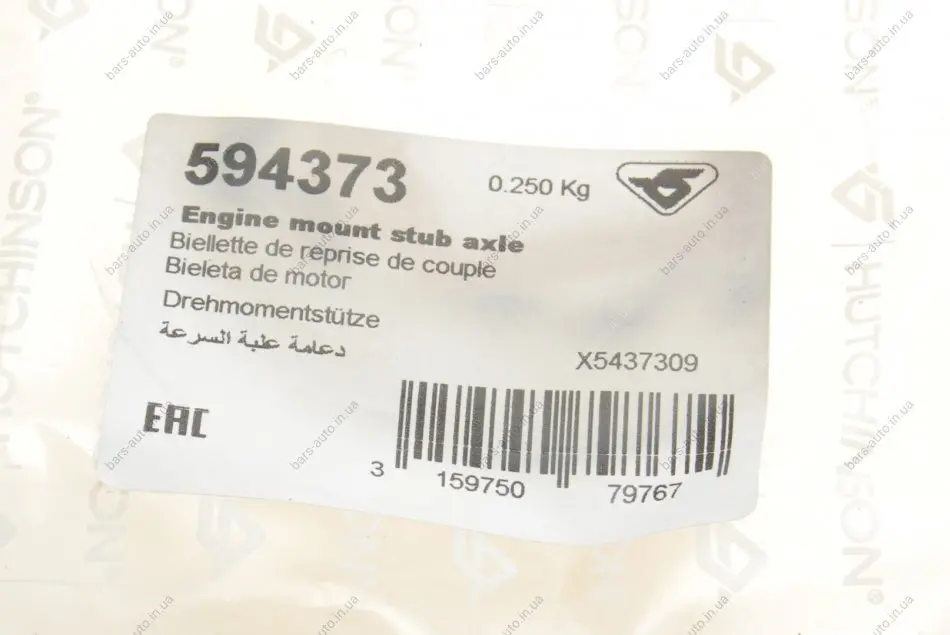 594373
0.250 Kg
Engine mount stub axle
Biellette de reprise de couple
Bieleta de motor
Drehmomentstütze
دعامة علبة السرعة
X5437309
EAC
3 159750 79767
HUTCHINSON®
HUTCHINSON®
bars-auto.in.ua